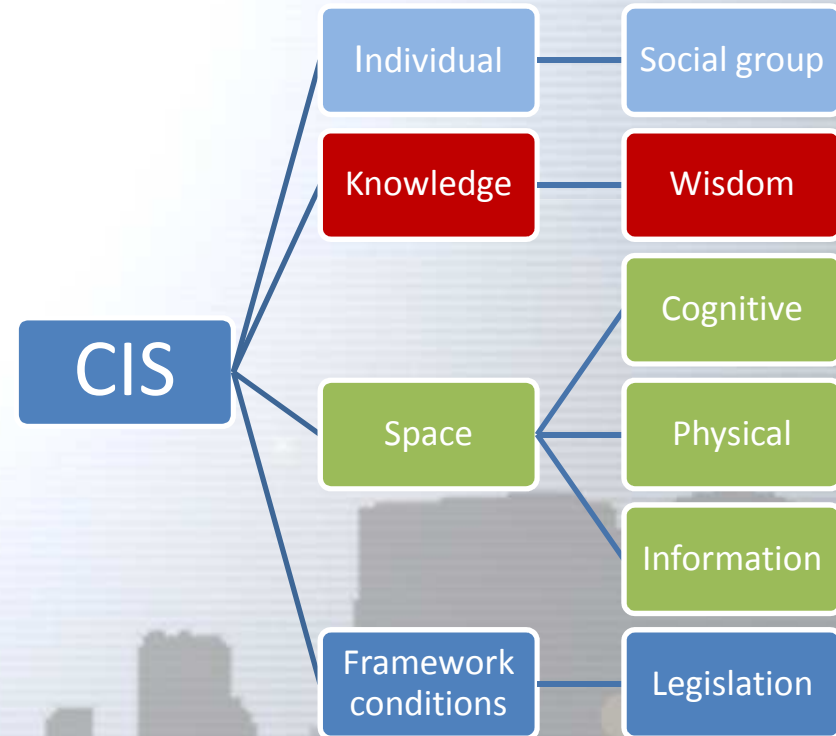 CIS
Individual
Social group
Knowledge
Wisdom
Space
Cognitive
Physical
Information
Framework
conditions
Legislation